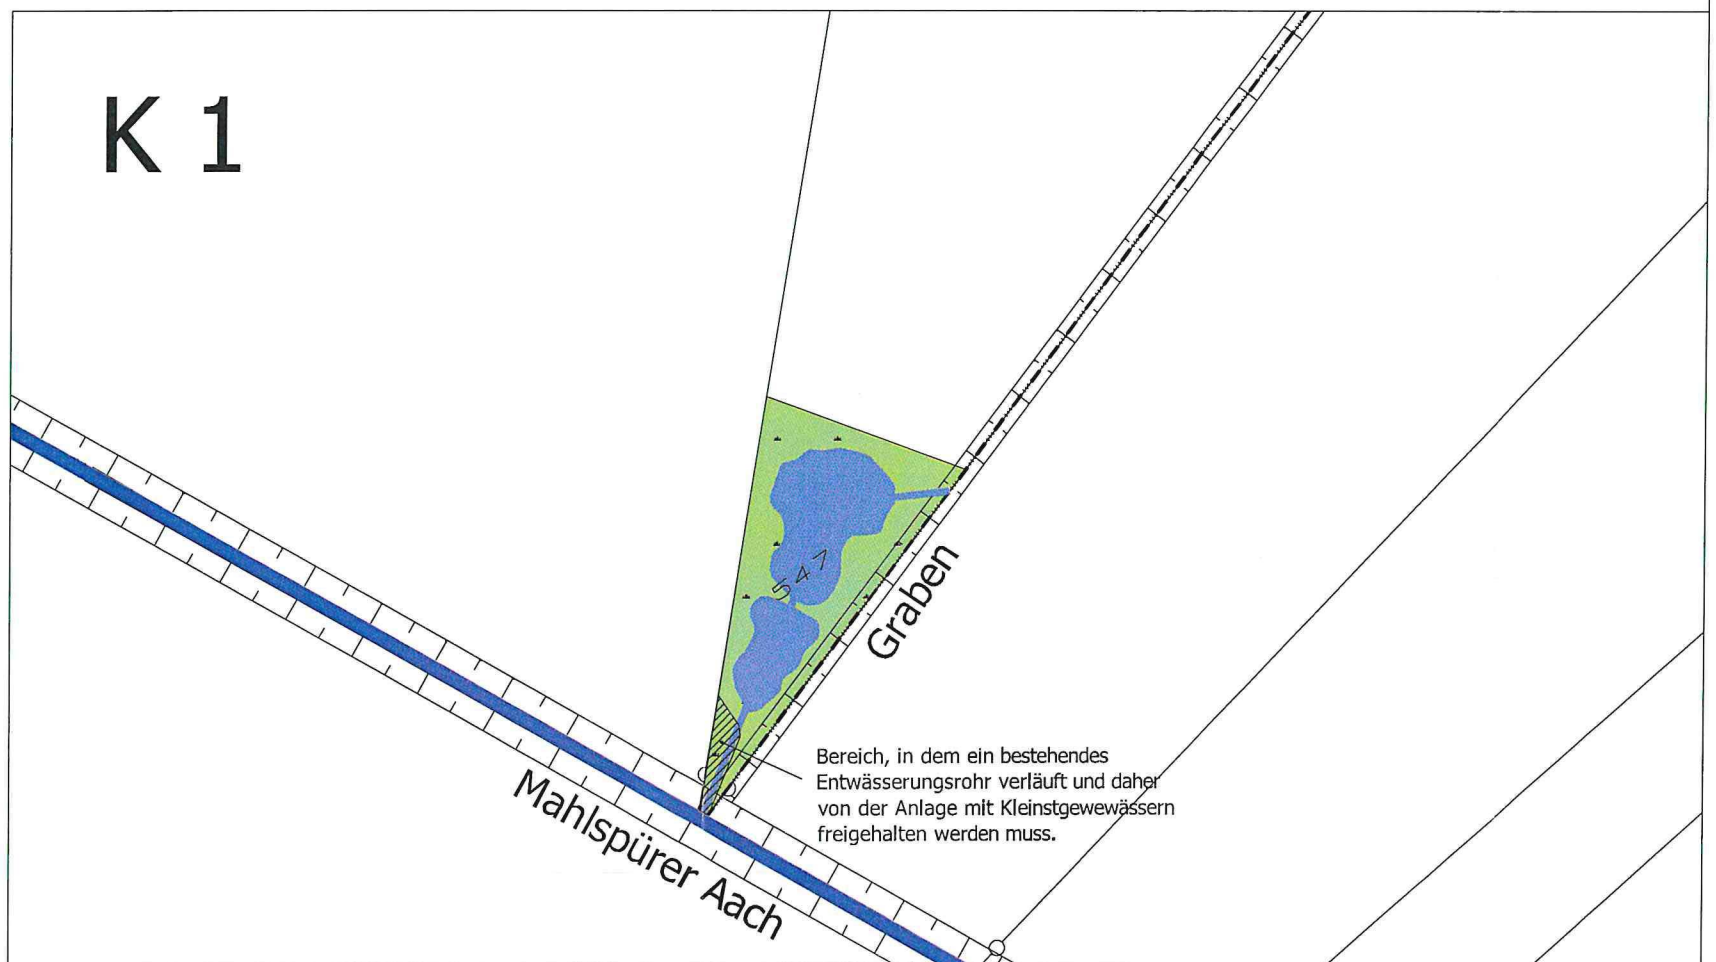 K 1
547
Graben
Bereich, in dem ein bestehendes
Entwässerungsrohr verläuft und daher
von der Anlage mit Kleinstgewewässern
freigehalten werden muss.
Mahlspürer Aach